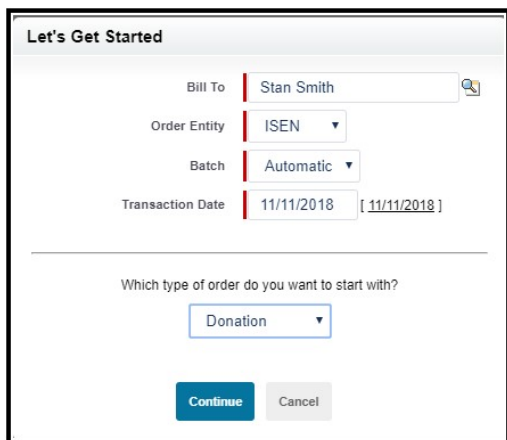 Let's Get Started
Bill To Stan Smith
Order Entity ISEN
Batch Automatic
Transaction Date 11/11/2018 [ 11/11/2018 ]
Which type of order do you want to start with?
Donation
Continue Cancel